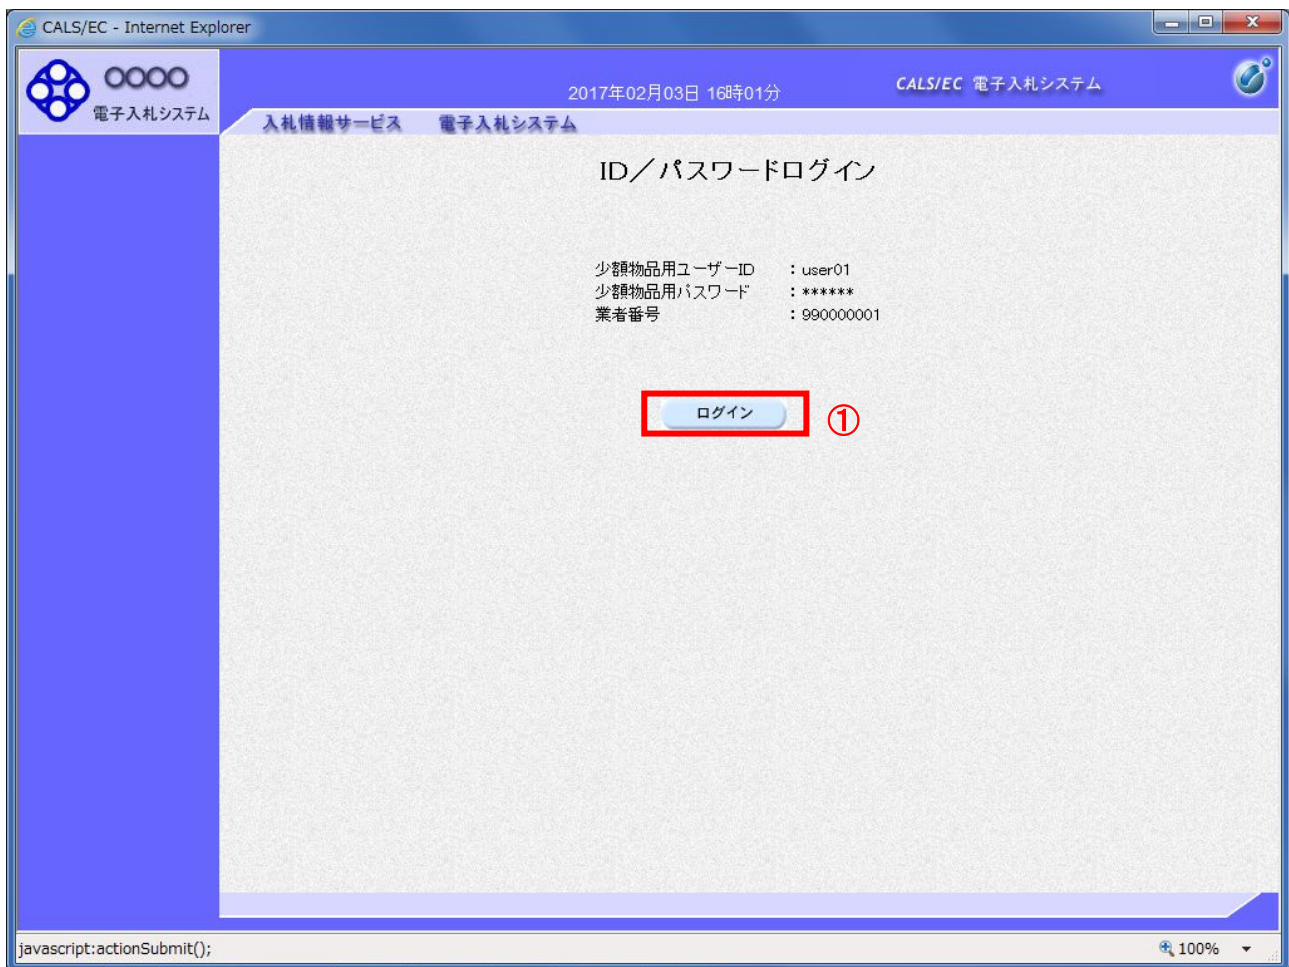 CALS/EC - Internet Explorer
○○○○
電子入札システム
2017年02月03日 16時01分
CALS/EC 電子入札システム
入札情報サービス 電子入札システム
ID／パスワードログイン
少額物品用ユーザーID ：user01
少額物品用パスワード ：******
業者番号 ：990000001
ログイン ①
javascript:actionSubmit();
100%